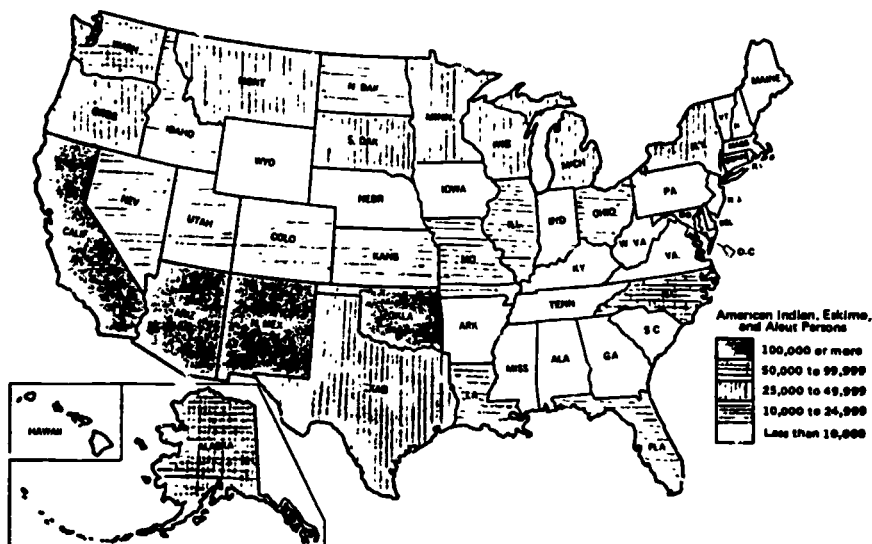 WASH
MONT
N. DAK
MINN
MAINE
OREG
IDAHO
S. DAK
WIS
MICH
N.Y.
VT
MASS
WYO
NEBR
IOWA
PA
NEV
UTAH
COLO
ILL
IND
OHIO
N.J.
DEL
D.C
CALIF
KANS
MO
KY
W VA
VA.
ARIZ
N. MEX
OKLA
ARK
TENN
S C
TEXAS
LA
MISS
ALA
GA
FLA
HAWAII
ALASKA
American Indian, Eskimo,
and Aleut Persons
100,000 or more
50,000 to 99,999
25,000 to 49,999
10,000 to 24,999
Less than 10,000